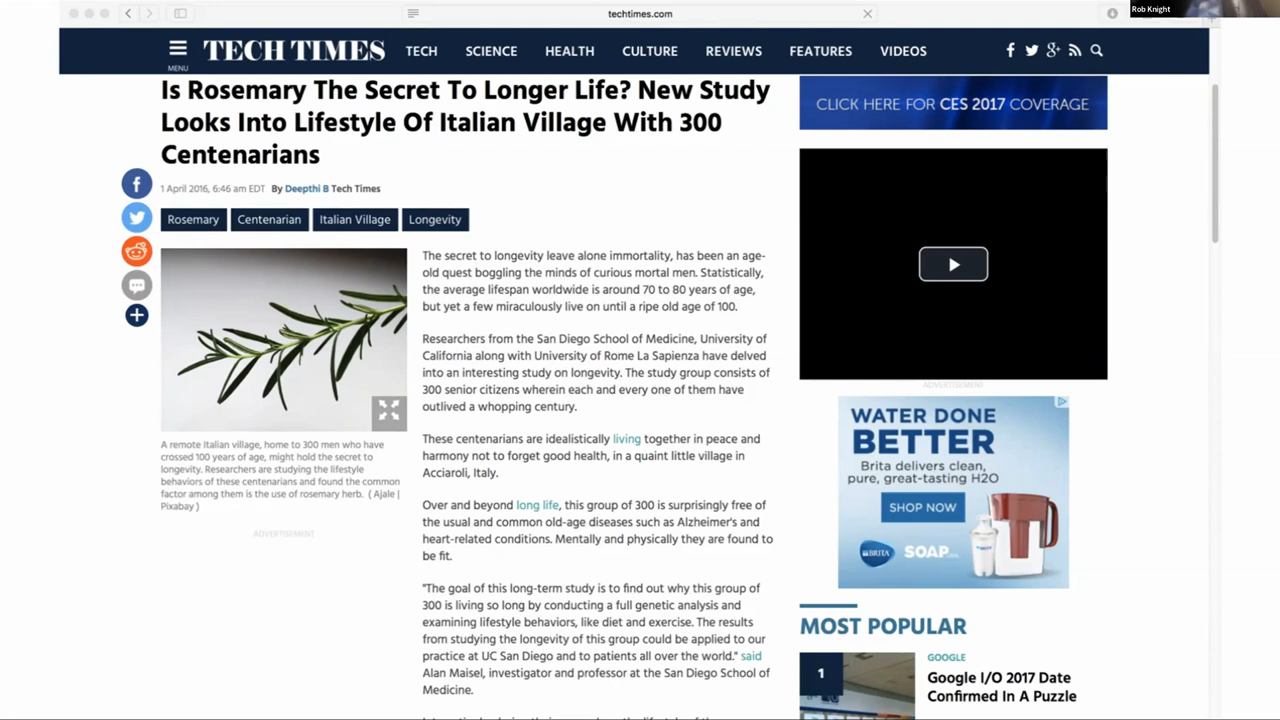 techtimes.com
Rob Knight
MENU
TECH TIMES
TECH SCIENCE HEALTH CULTURE REVIEWS FEATURES VIDEOS
Is Rosemary The Secret To Longer Life? New Study
Looks Into Lifestyle Of Italian Village With 300
Centenarians
1 April 2016, 6:46 am EDT By Deepthi B Tech Times
Rosemary Centenarian Italian Village Longevity
A remote Italian village, home to 300 men who have
crossed 100 years of age, might hold the secret to
longevity. Researchers are studying the lifestyle
behaviors of these centenarians and found the common
factor among them is the use of rosemary herb. ( Ajale |
Pixabay )
ADVERTISEMENT
The secret to longevity leave alone immortality, has been an age-
old quest boggling the minds of curious mortal men. Statistically,
the average lifespan worldwide is around 70 to 80 years of age,
but yet a few miraculously live on until a ripe old age of 100.
Researchers from the San Diego School of Medicine, University of
California along with University of Rome La Sapienza have delved
into an interesting study on longevity. The study group consists of
300 senior citizens wherein each and every one of them have
outlived a whopping century.
These centenarians are idealistically living together in peace and
harmony not to forget good health, in a quaint little village in
Acciaroli, Italy.
Over and beyond long life, this group of 300 is surprisingly free of
the usual and common old-age diseases such as Alzheimer's and
heart-related conditions. Mentally and physically they are found to
be fit.
"The goal of this long-term study is to find out why this group of
300 is living so long by conducting a full genetic analysis and
examining lifestyle behaviors, like diet and exercise. The results
from studying the longevity of this group could be applied to our
practice at UC San Diego and to patients all over the world." said
Alan Maisel, investigator and professor at the San Diego School of
Medicine.
CLICK HERE FOR CES 2017 COVERAGE
ADVERTISEMENT
WATER DONE
BETTER
Brita delivers clean,
pure, great-tasting H2O
SHOP NOW
BRITA
SOAP
MOST POPULAR
1
GOOGLE
Google I/O 2017 Date
Confirmed In A Puzzle